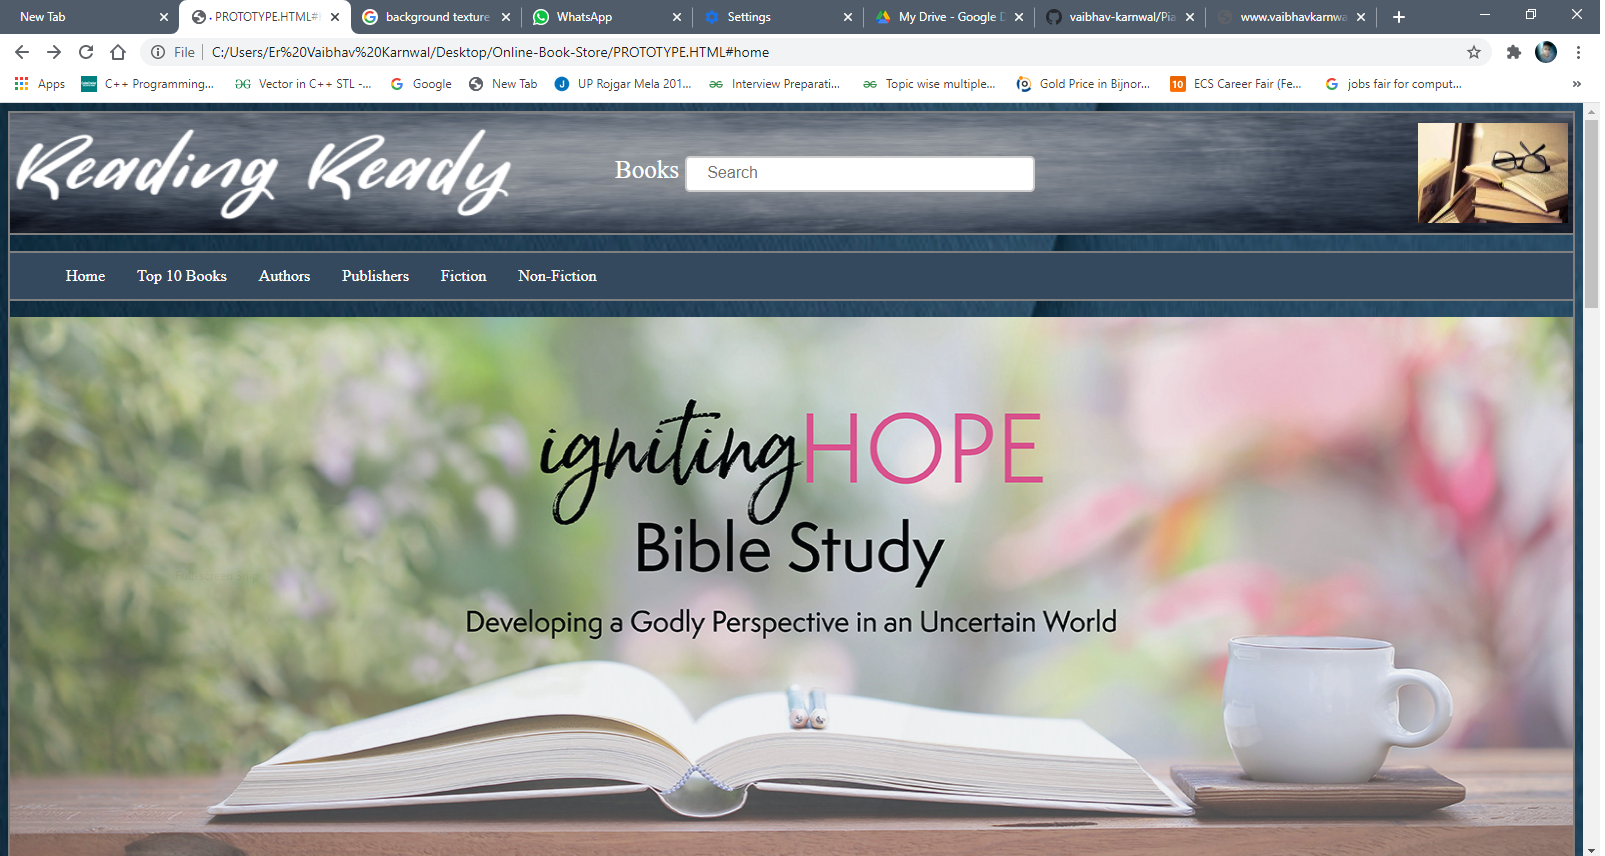 New Tab
PROTOTYPE.HTML#
background texture
WhatsApp
Settings
My Drive - Google D
vaibhav-karnwal/Pia
www.vaibhavkarnwa
File
C:/Users/Er%20Vaibhav%20Karnwal/Desktop/Online-Book-Store/PROTOTYPE.HTML#home
Apps
C++ Programming...
Vector in C++ STL -...
Google
New Tab
UP Rojgar Mela 201...
Interview Preparati...
Topic wise multiple...
Gold Price in Bijnor...
ECS Career Fair (Fe...
jobs fair for comput...
Reading Ready
Books
Search
Home
Top 10 Books
Authors
Publishers
Fiction
Non-Fiction
ignitingHOPE
Bible Study
Developing a Godly Perspective in an Uncertain World